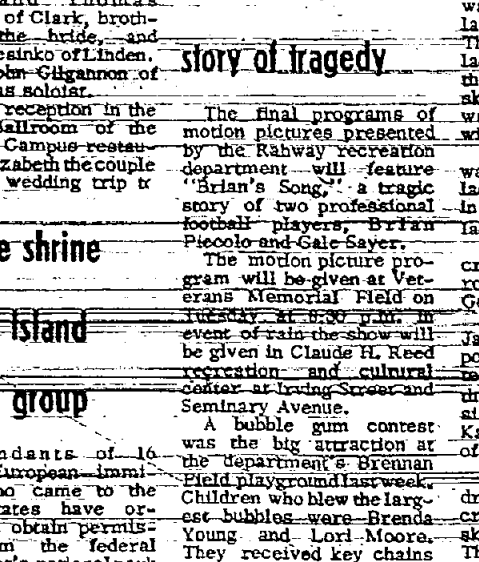 of Clark, broth-
the bride, and
esinko of Linden.
ohn Gilgannon of
as soloist.
reception in the
Ballroom of the
Campus restau-
zabeth the couple
wedding trip
e shrine
Island
group
ndants of 16
European immi-
ho came to the
ates have or-
obtain permis-
m the federal
story of tragedy
The final programs of
motion pictures presented
by the Rahway recreation
department will feature
"Brian's Song," a tragic
story of two professional
football players, Brian
Piccolo and Gale Sayer.
The motion picture pro-
gram will be given at Vet-
erans Memorial Field on
Tuesday, at 8:30 p.m. In
event of rain the show will
be given in Claude H. Reed
recreation and cultural
center at Irving Street and
Seminary Avenue.
A bubble gum contest
was the big attraction at
the department's Brennan
Field playground last week.
Children who blew the larg-
est bubbles were Brenda
Young and Lori Moore.
They received key chains